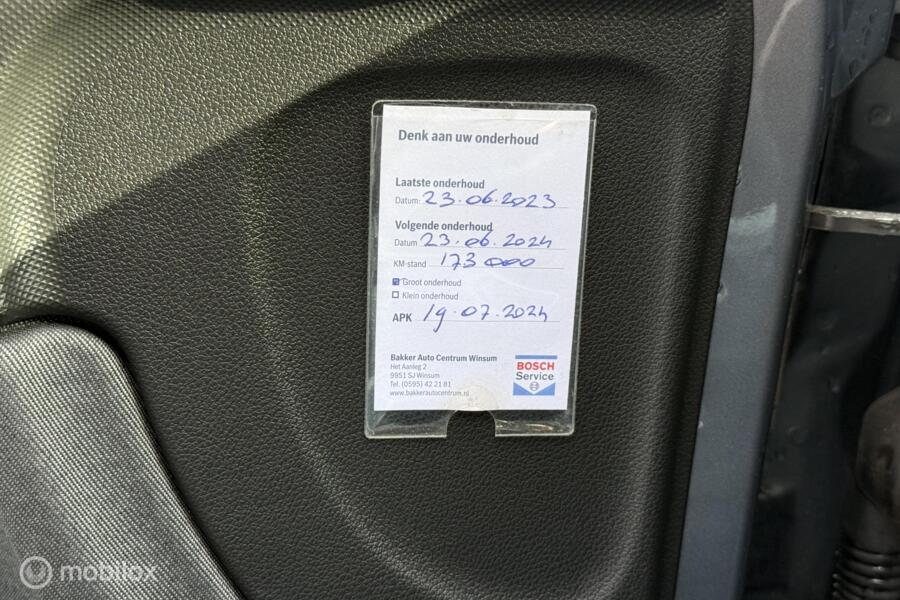 Denk aan uw onderhoud
Laatste onderhoud
Datum: 23.06.2023
Volgende onderhoud
Datum 23.06.2024
KM-stand 173000
Groot onderhoud
Klein onderhoud
APK 19.07.2024
Bakker Auto Centrum Winsum
Het Aanleg 2
9951 SJ Winsum
Tel. (0595) 42 21 81
www.bakkerautocentrum.nl
BOSCH
Service
mobilox